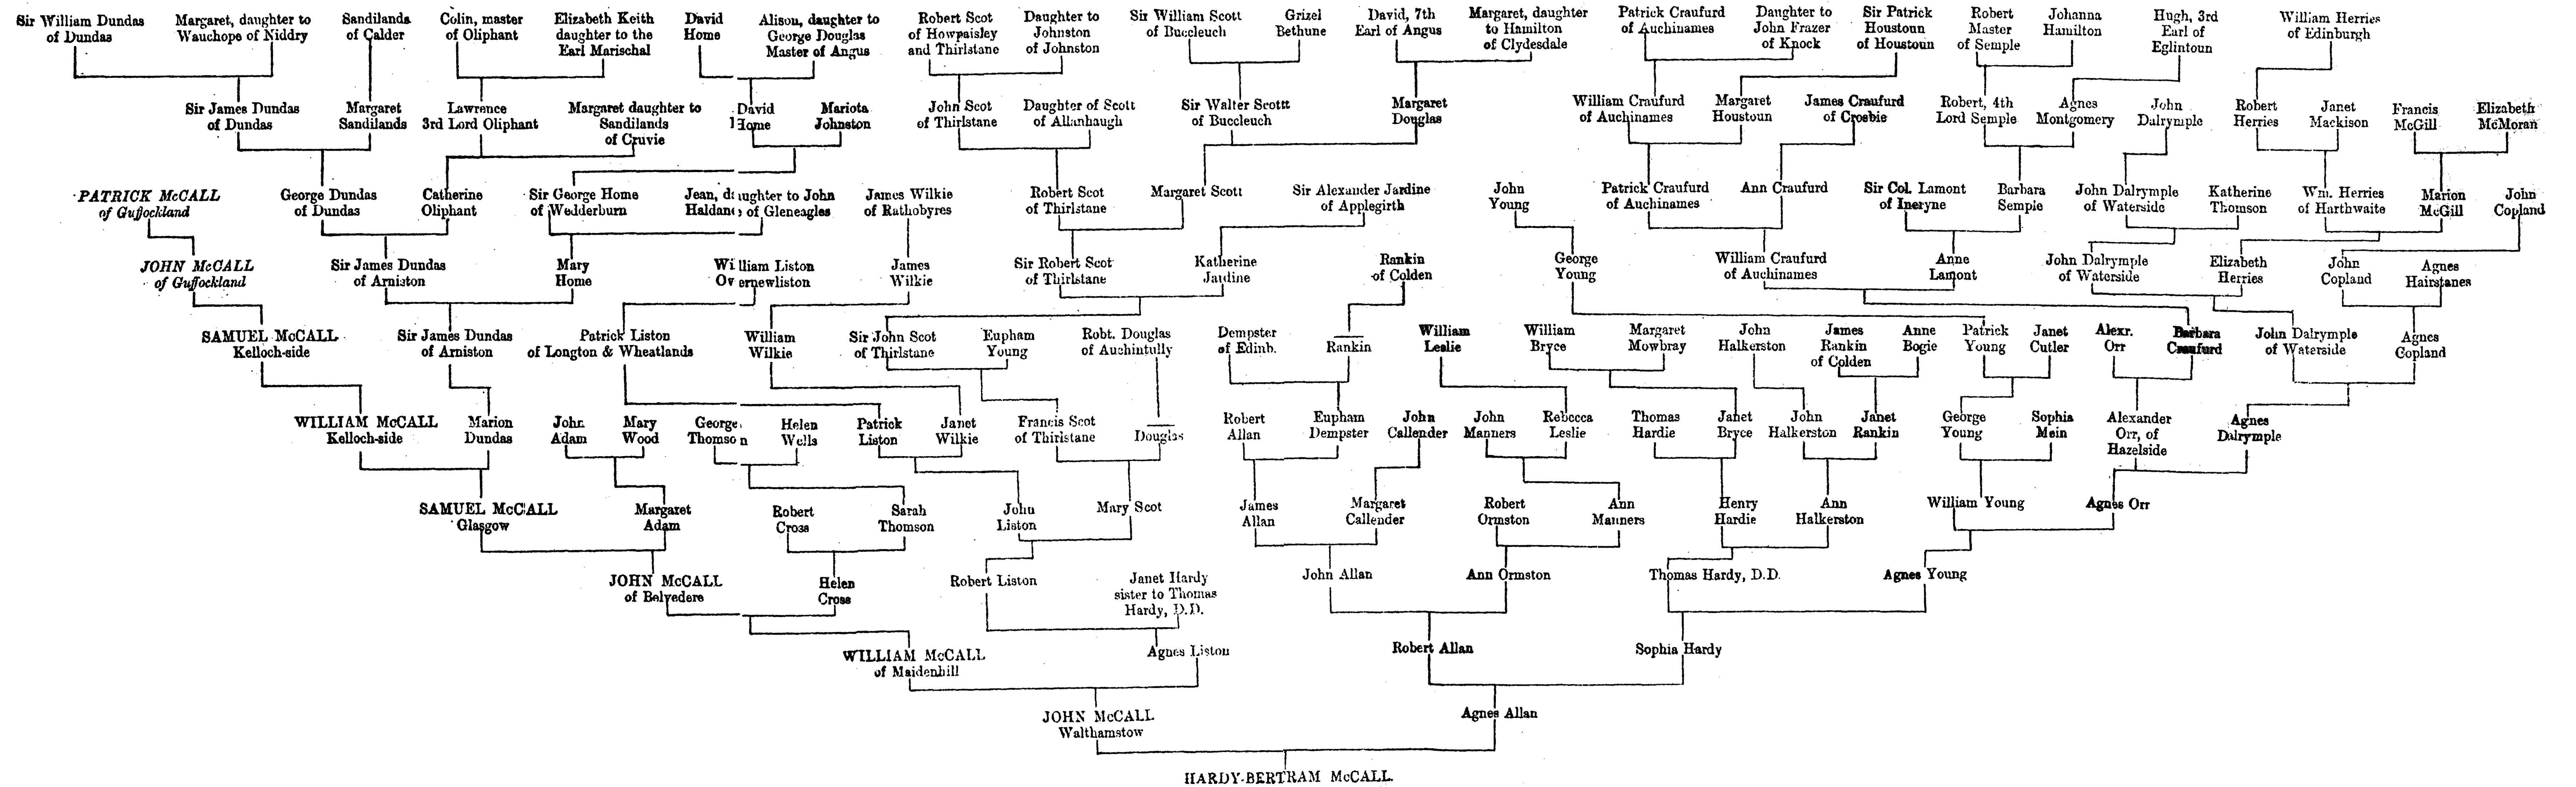 Sir William Dundas
of Dundas
Margaret, daughter to
Wauchope of Niddry
Sandilands
of Calder
Colin, master
of Oliphant
Elizabeth Keith
daughter to the
Earl Marischal
David
Home
Alison, daughter to
George Douglas
Master of Angus
Robert Scot
of Howpaisley
and Thirlstane
Daughter to
Johnston
of Johnston
Sir William Scott
of Buccleuch
Grizel
Bethune
David, 7th
Earl of Angus
Margaret, daughter
to Hamilton
of Clydesdale
Patrick Craufurd
of Auchinames
Daughter to
John Frazer
of Knock
Sir Patrick
Houstoun
of Houstoun
Robert
Master
of Semple
Johanna
Hamilton
Hugh, 3rd
Earl of
Eglintoun
William Herries
of Edinburgh
Sir James Dundas
of Dundas
Margaret
Sandilands
Lawrence
3rd Lord Oliphant
Margaret daughter to
Sandilands
of Cruvie
David
Home
Mariota
Johnston
John Scot
of Thirlstane
Daughter of Scott
of Allanhaugh
Sir Walter Scottt
of Buccleuch
Margaret
Douglas
William Craufurd
of Auchinames
Margaret
Houstoun
James Craufurd
of Crosbie
Robert, 4th
Lord Semple
Agnes
Montgomery
John
Dalrymple
Robert
Herries
Janet
Mackison
Francis
McGill
Elizabeth
McMoran
PATRICK McCALL
of Guffockland
George Dundas
of Dundas
Catherine
Oliphant
Sir George Home
of Wedderburn
Jean, daughter to John
Haldane of Gleneagles
James Wilkie
of Rathobyres
Robert Scot
of Thirlstane
Margaret Scott
Sir Alexander Jardine
of Applegirth
John
Young
Patrick Craufurd
of Auchinames
Ann Craufurd
Sir Col. Lamont
of Ineryne
Barbara
Semple
John Dalrymple
of Waterside
Katherine
Thomson
Wm. Herries
of Harthwaite
Marion
McGill
John
Copland
JOHN McCALL
of Guffockland
Sir James Dundas
of Arniston
Mary
Home
William Liston
Overnewliston
James
Wilkie
Sir Robert Scot
of Thirlstane
Katherine
Jardine
Rankin
of Colden
George
Young
William Craufurd
of Auchinames
Anne
Lamont
John Dalrymple
of Waterside
Elizabeth
Herries
John
Copland
Agnes
Hairstanes
SAMUEL McCALL
Kelloch-side
Sir James Dundas
of Arniston
Patrick Liston
of Longton & Wheatlands
William
Wilkie
Sir John Scot
of Thirlstane
Eupham
Young
Robt. Douglas
of Auchintully
Dempster
of Edinb.
Rankin
William
Leslie
William
Bryce
Margaret
Mowbray
John
Halkerston
James
Rankin
of Colden
Anne
Bogie
Patrick
Young
Janet
Cutler
Alexr.
Orr
Barbara
Craufurd
John Dalrymple
of Waterside
Agnes
Copland
WILLIAM McCALL
Kelloch-side
Marion
Dundas
John
Adam
Mary
Wood
George
Thomson
Helen
Wells
Patrick
Liston
Janet
Wilkie
Francis Scot
of Thirlstane
Douglas
Robert
Allan
Eupham
Dempster
John
Callender
John
Manners
Rebecca
Leslie
Thomas
Hardie
Janet
Bryce
John
Halkerston
Janet
Rankin
George
Young
Sophia
Mein
Alexander
Orr, of
Hazelside
Agnes
Dalrymple
SAMUEL McCALL
Glasgow
Margaret
Adam
Robert
Cross
Sarah
Thomson
John
Liston
Mary Scot
James
Allan
Margaret
Callender
Robert
Ormston
Ann
Manners
Henry
Hardie
Ann
Halkerston
William Young
Agnes Orr
JOHN McCALL
of Belvedere
Helen
Cross
Robert Liston
Janet Hardy
sister to Thomas
Hardy, D.D.
John Allan
Ann Ormston
Thomas Hardy, D.D.
Agnes Young
WILLIAM McCALL
of Maidenhill
Agnes Liston
Robert Allan
Sophia Hardy
JOHN McCALL
Walthamstow
Agnes Allan
HARDY-BERTRAM McCALL.